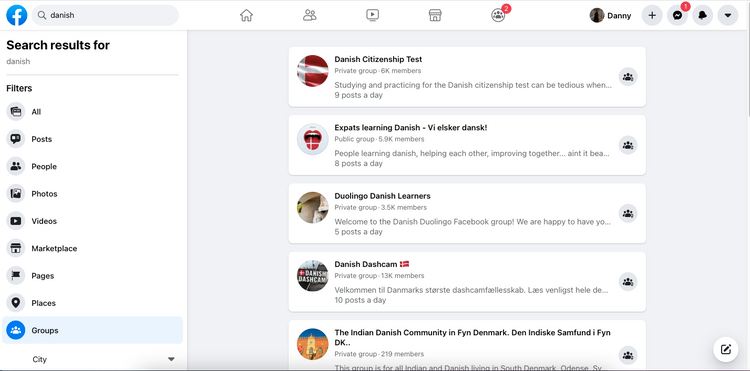 danish
2
Danny
1
Search results for
danish
Filters
All
Posts
People
Photos
Videos
Marketplace
Pages
Places
Groups
City
Danish Citizenship Test
Private group · 6K members
Studying and practicing for the Danish citizenship test can be tedious when...
9 posts a day
Expats learning Danish - Vi elsker dansk!
Public group · 5.9K members
People learning danish, helping each other, improving together... aint it bea...
8 posts a day
Duolingo Danish Learners
Private group · 3.5K members
Welcome to the Danish Duolingo Facebook group! We are happy to have yo...
5 posts a day
DANISH
DASHCAM
Danish Dashcam 🇩🇰
Private group · 13K members
Velkommen til Danmarks største dashcamfællesskab. Læs venligst hele de...
10 posts a day
The Indian Danish Community in Fyn Denmark. Den Indiske Samfund i Fyn
DK..
Private group · 219 members
This group is for all Indian and Danish living in South Denmark, Odense, Sv...